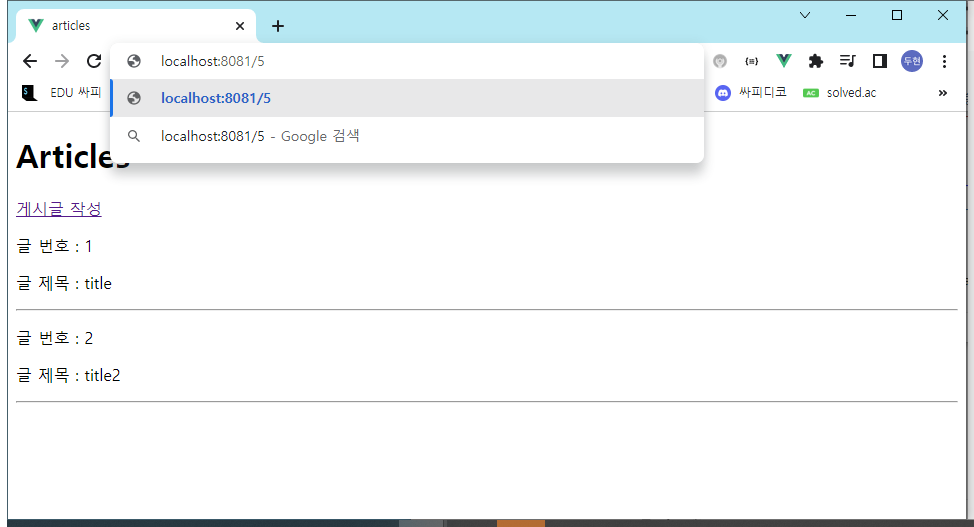 articles
localhost:8081/5
두현
EDU 싸피
localhost:8081/5
싸피디코
AC solved.ac
localhost:8081/5 - Google 검색
Articles
게시글 작성
글 번호 : 1
글 제목 : title
글 번호 : 2
글 제목 : title2